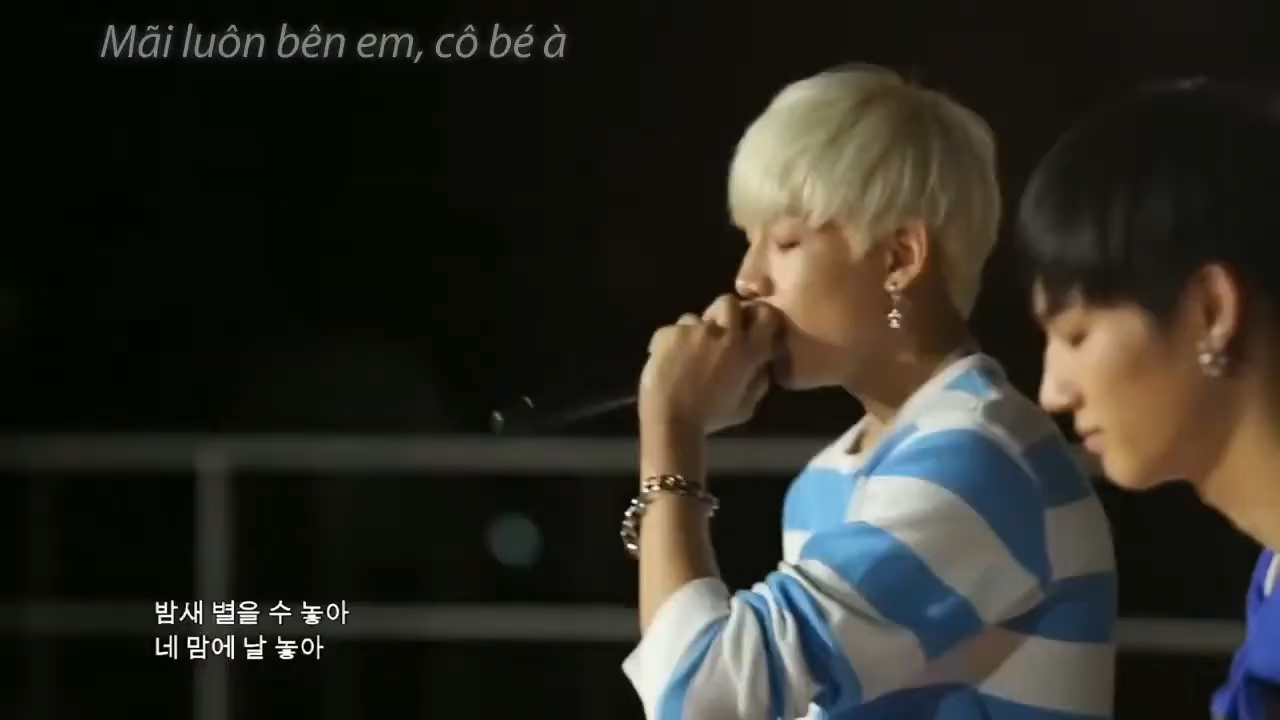 Mãi luôn bên em, cô bé à
밤새 별을 수 놓아
네 맘에 날 놓아